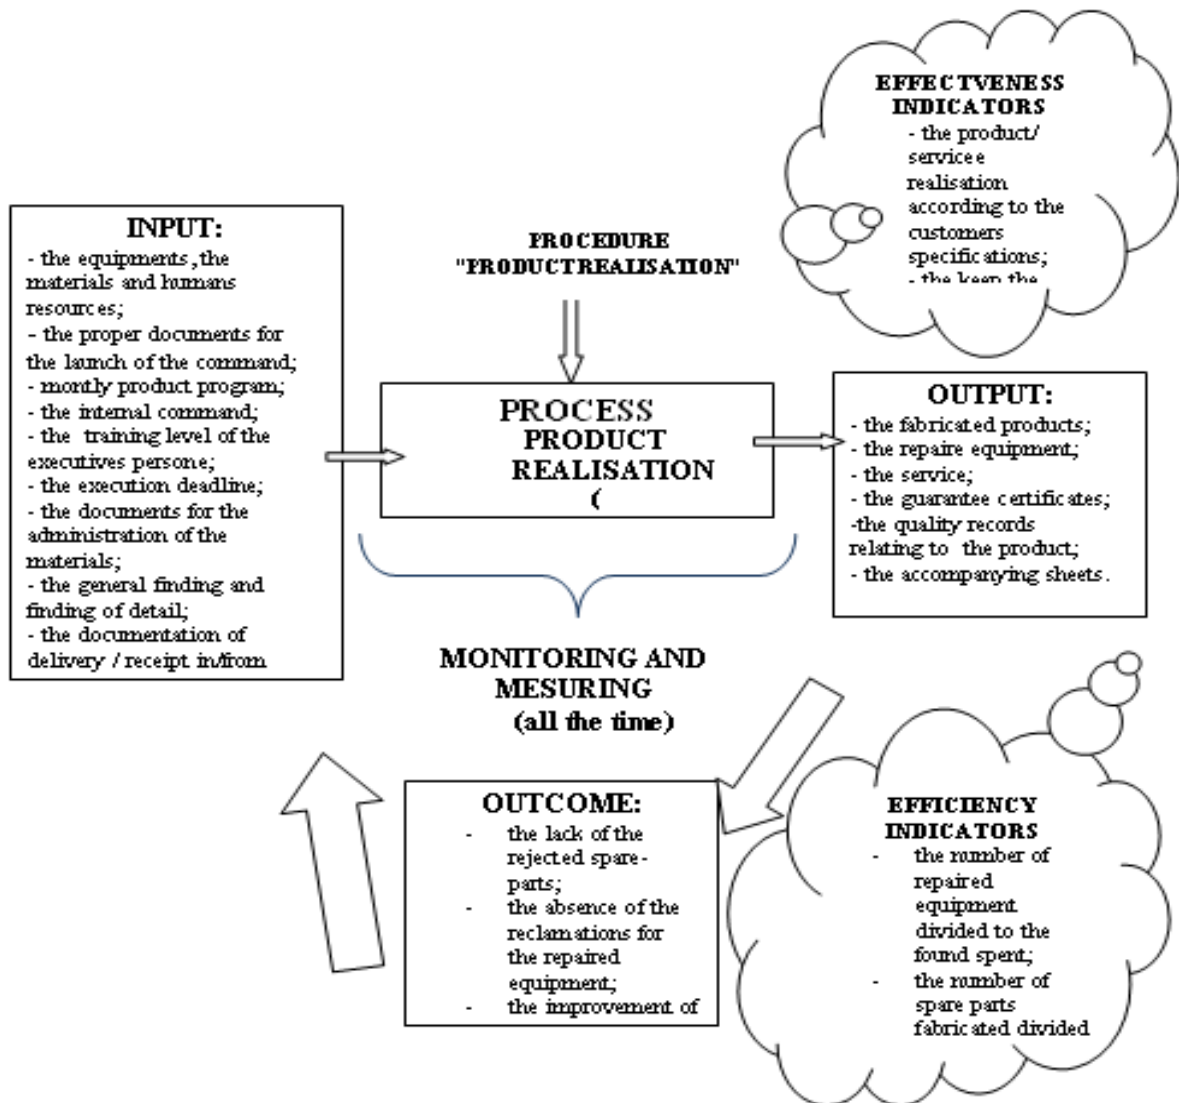 EFFECTVENESS
INDICATORS
- the product/
servicee
realisation
according to the
customers
specifications;
- the keep the
INPUT:
- the equipments ,the
materials and humans
resources;
- the proper documents for
the launch of the command;
- montly product program;
- the internal command;
- the training level of the
executives persone;
- the execution deadline;
- the documents for the
administration of the
materials;
- the general finding and
finding of detail;
- the documentation of
delivery / receipt in/from
PROCEDURE
"PRODUCTREALISATION"
PROCESS
PRODUCT
REALISATION
(
OUTPUT:
- the fabricated products;
- the repaire equipment;
- the service;
- the guarantee certificates;
-the quality records
relating to the product;
- the accompanying sheets.
MONITORING AND
MESURING
(all the time)
OUTCOME:
- the lack of the
rejected spare-
parts;
- the absence of the
reclamations for
the repaired
equipment;
- the improvement of
EFFICIENCY
INDICATORS
- the number of
repaired
equipment
divided to the
found spent;
- the number of
spare parts
fabricated divided